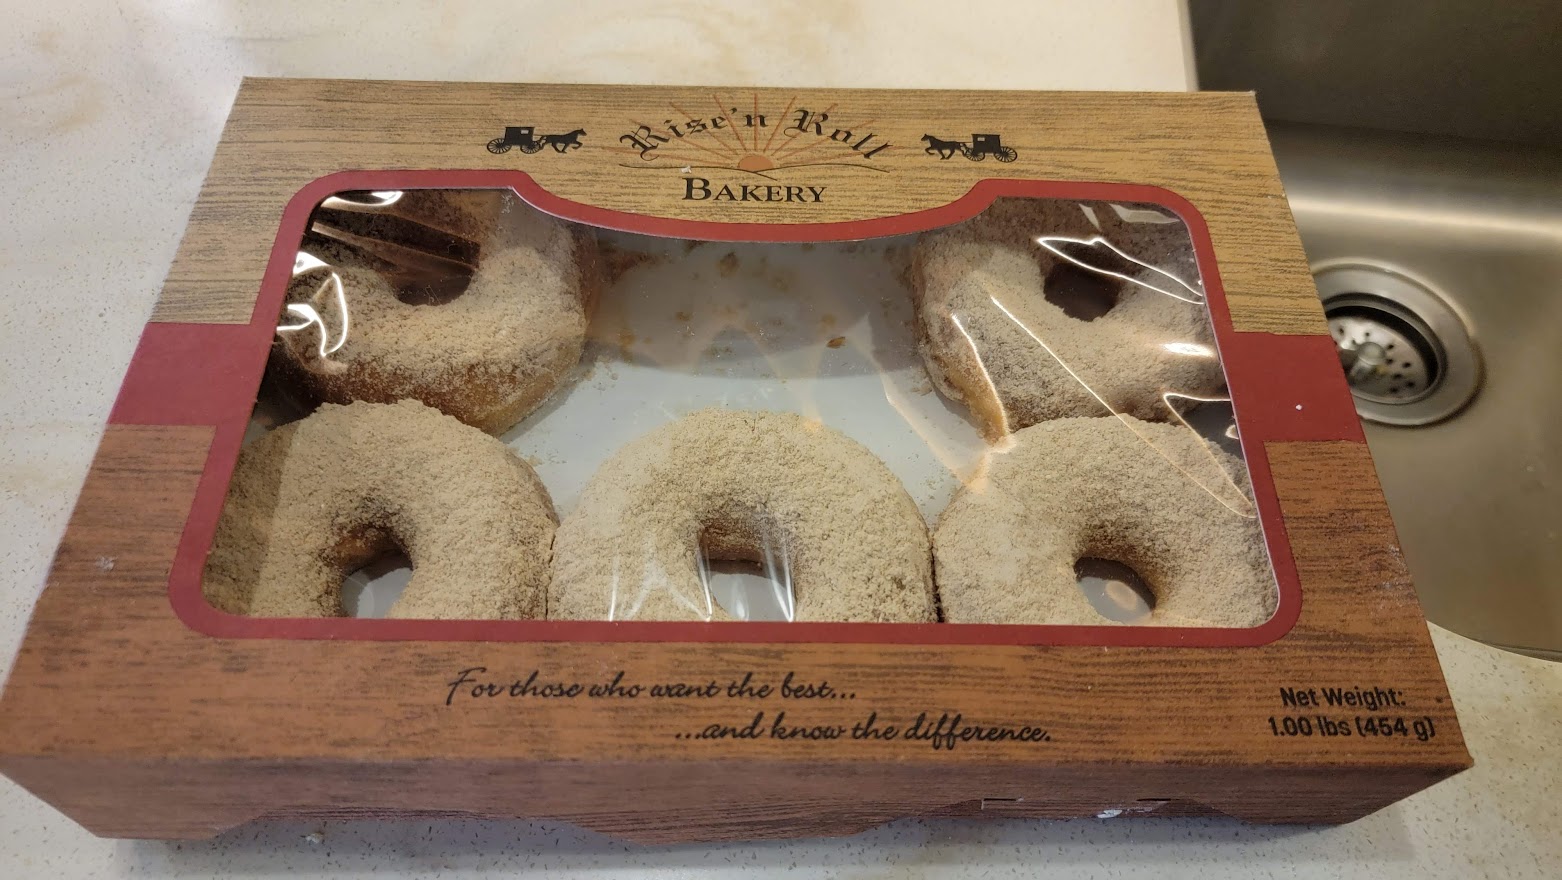 Rise'n Roll
BAKERY
For those who want the best...
...and know the difference.
Net Weight:
1.00 lbs (454 g)